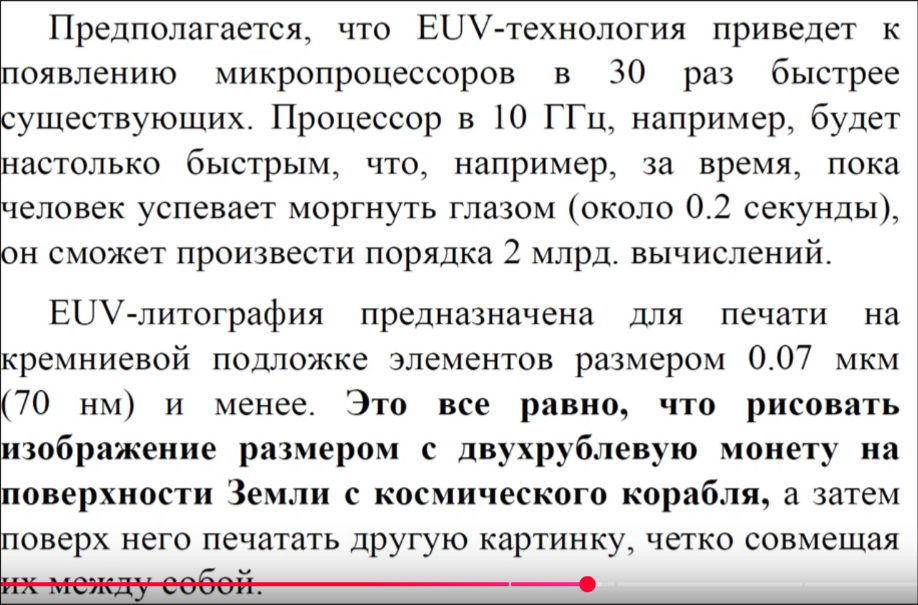 Предполагается, что EUV-технология приведет к
появлению микропроцессоров в 30 раз быстрее
существующих. Процессор в 10 ГГц, например, будет
настолько быстрым, что, например, за время, пока
человек успевает моргнуть глазом (около 0.2 секунды),
он сможет произвести порядка 2 млрд. вычислений.
EUV-литография предназначена для печати на
кремниевой подложке элементов размером 0.07 мкм
(70 нм) и менее. Это все равно, что рисовать
изображение размером с двухрублевую монету на
поверхности Земли с космического корабля, а затем
поверх него печатать другую картинку, четко совмещая
их между собой.